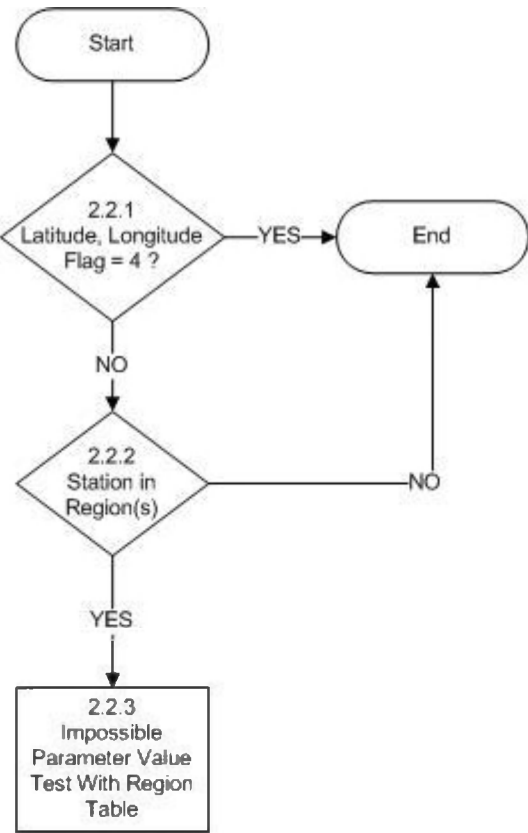 Start
2.2.1
Latitude, Longitude
Flag = 4 ?
YES
End
NO
2.2.2
Station in
Region(s)
NO
YES
2.2.3
Impossible
Parameter Value
Test With Region
Table